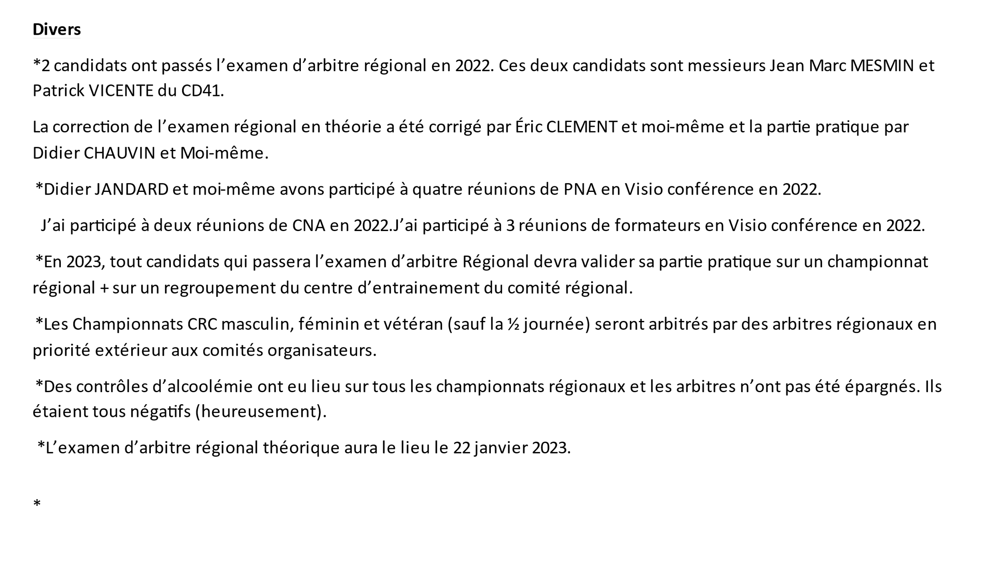 Divers
*2 candidats ont passés l’examen d’arbitre régional en 2022. Ces deux candidats sont messieurs Jean Marc MESMIN et
Patrick VICENTE du CD41.
La correction de l’examen régional en théorie a été corrigé par Éric CLEMENT et moi-même et la partie pratique par
Didier CHAUVIN et Moi-même.
*Didier JANDARD et moi-même avons participé à quatre réunions de PNA en Visio conférence en 2022.
J’ai participé à deux réunions de CNA en 2022.J’ai participé à 3 réunions de formateurs en Visio conférence en 2022.
*En 2023, tout candidats qui passera l’examen d’arbitre Régional devra valider sa partie pratique sur un championnat
régional + sur un regroupement du centre d’entrainement du comité régional.
*Les Championnats CRC masculin, féminin et vétéran (sauf la ½ journée) seront arbitrés par des arbitres régionaux en
priorité extérieur aux comités organisateurs.
*Des contrôles d’alcoolémie ont eu lieu sur tous les championnats régionaux et les arbitres n’ont pas été épargnés. Ils
étaient tous négatifs (heureusement).
*L’examen d’arbitre régional théorique aura le lieu le 22 janvier 2023.
*